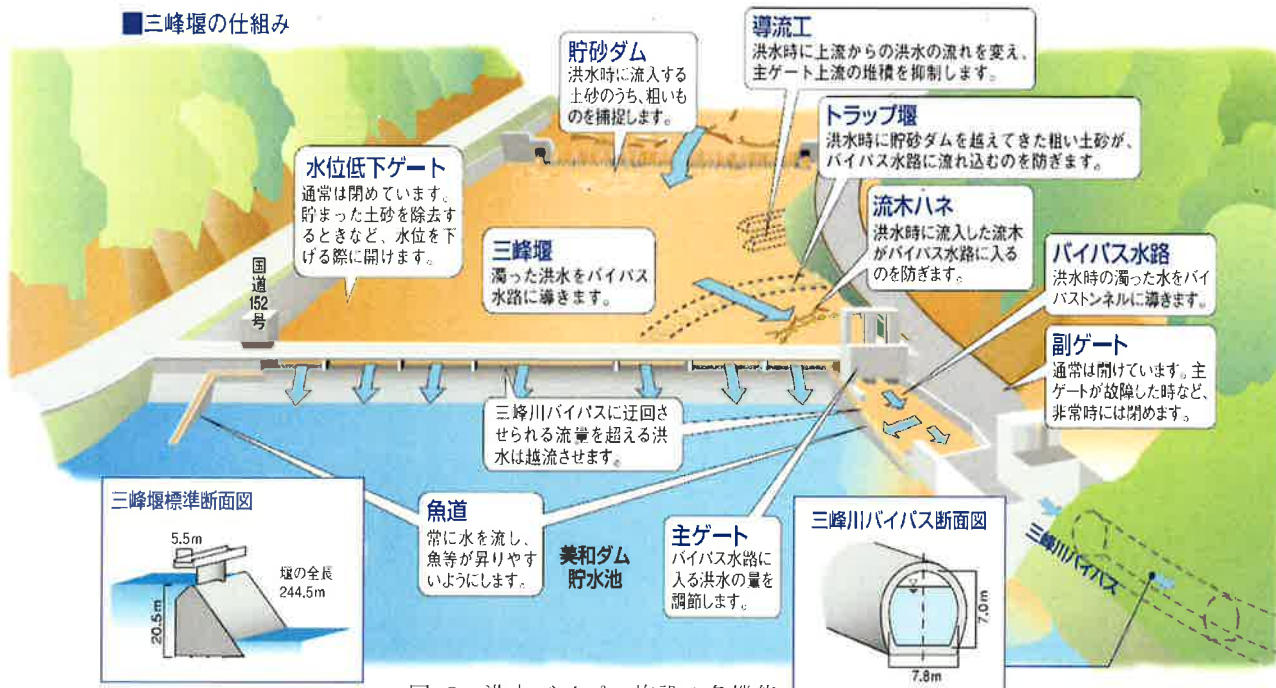 ■三峰堰の仕組み
貯砂ダム
洪水時に流入する
土砂のうち、粗いも
のを捕捉します。
導流工
洪水時に上流からの洪水の流れを変え、
主ゲート上流の堆積を抑制します。
トラップ堰
洪水時に貯砂ダムを越えてきた粗い土砂が、
バイパス水路に流れ込むのを防ぎます。
水位低下ゲート
通常は閉めています。
貯まった土砂を除去す
るときなど、水位を下
げる際に開けます。
流木ハネ
洪水時に流入した流木
がバイパス水路に入る
のを防ぎます。
三峰堰
濁った洪水をバイパス
水路に導きます。
バイパス水路
洪水時の濁った水をバイ
パストンネルに導きます。
国道152号
副ゲート
通常は開けています。主
ゲートが故障した時など、
非常時には閉めます。
三峰川バイパスに迂回さ
せられる流量を超える洪
水は越流させます。
三峰堰標準断面図
5.5m
堰の全長
244.5m
20.5m
魚道
常に水を流し、
魚等が昇りやす
いようにします。
美和ダム
貯水池
主ゲート
バイパス水路に
入る洪水の量を
調節します。
三峰川バイパス断面図
7.0m
7.8m
三峰川バイパス